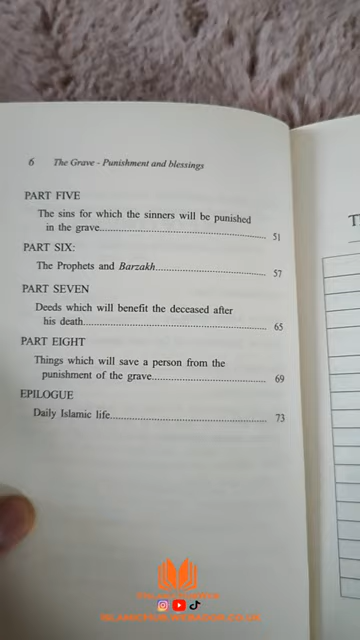 6 The Grave - Punishment and blessings
PART FIVE
The sins for which the sinners will be punished
in the grave.......................................................... 51
PART SIX:
The Prophets and Barzakh...................................... 57
PART SEVEN
Deeds which will benefit the deceased after
his death................................................................ 65
PART EIGHT
Things which will save a person from the
punishment of the grave........................................ 69
EPILOGUE
Daily Islamic life...................................................... 73